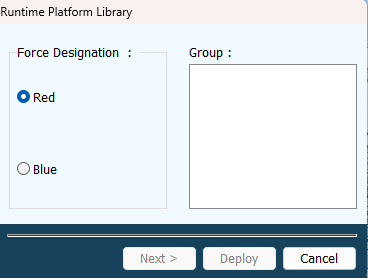 Runtime Platform Library
Force Designation :
Group :
Red
Blue
Next >
Deploy
Cancel